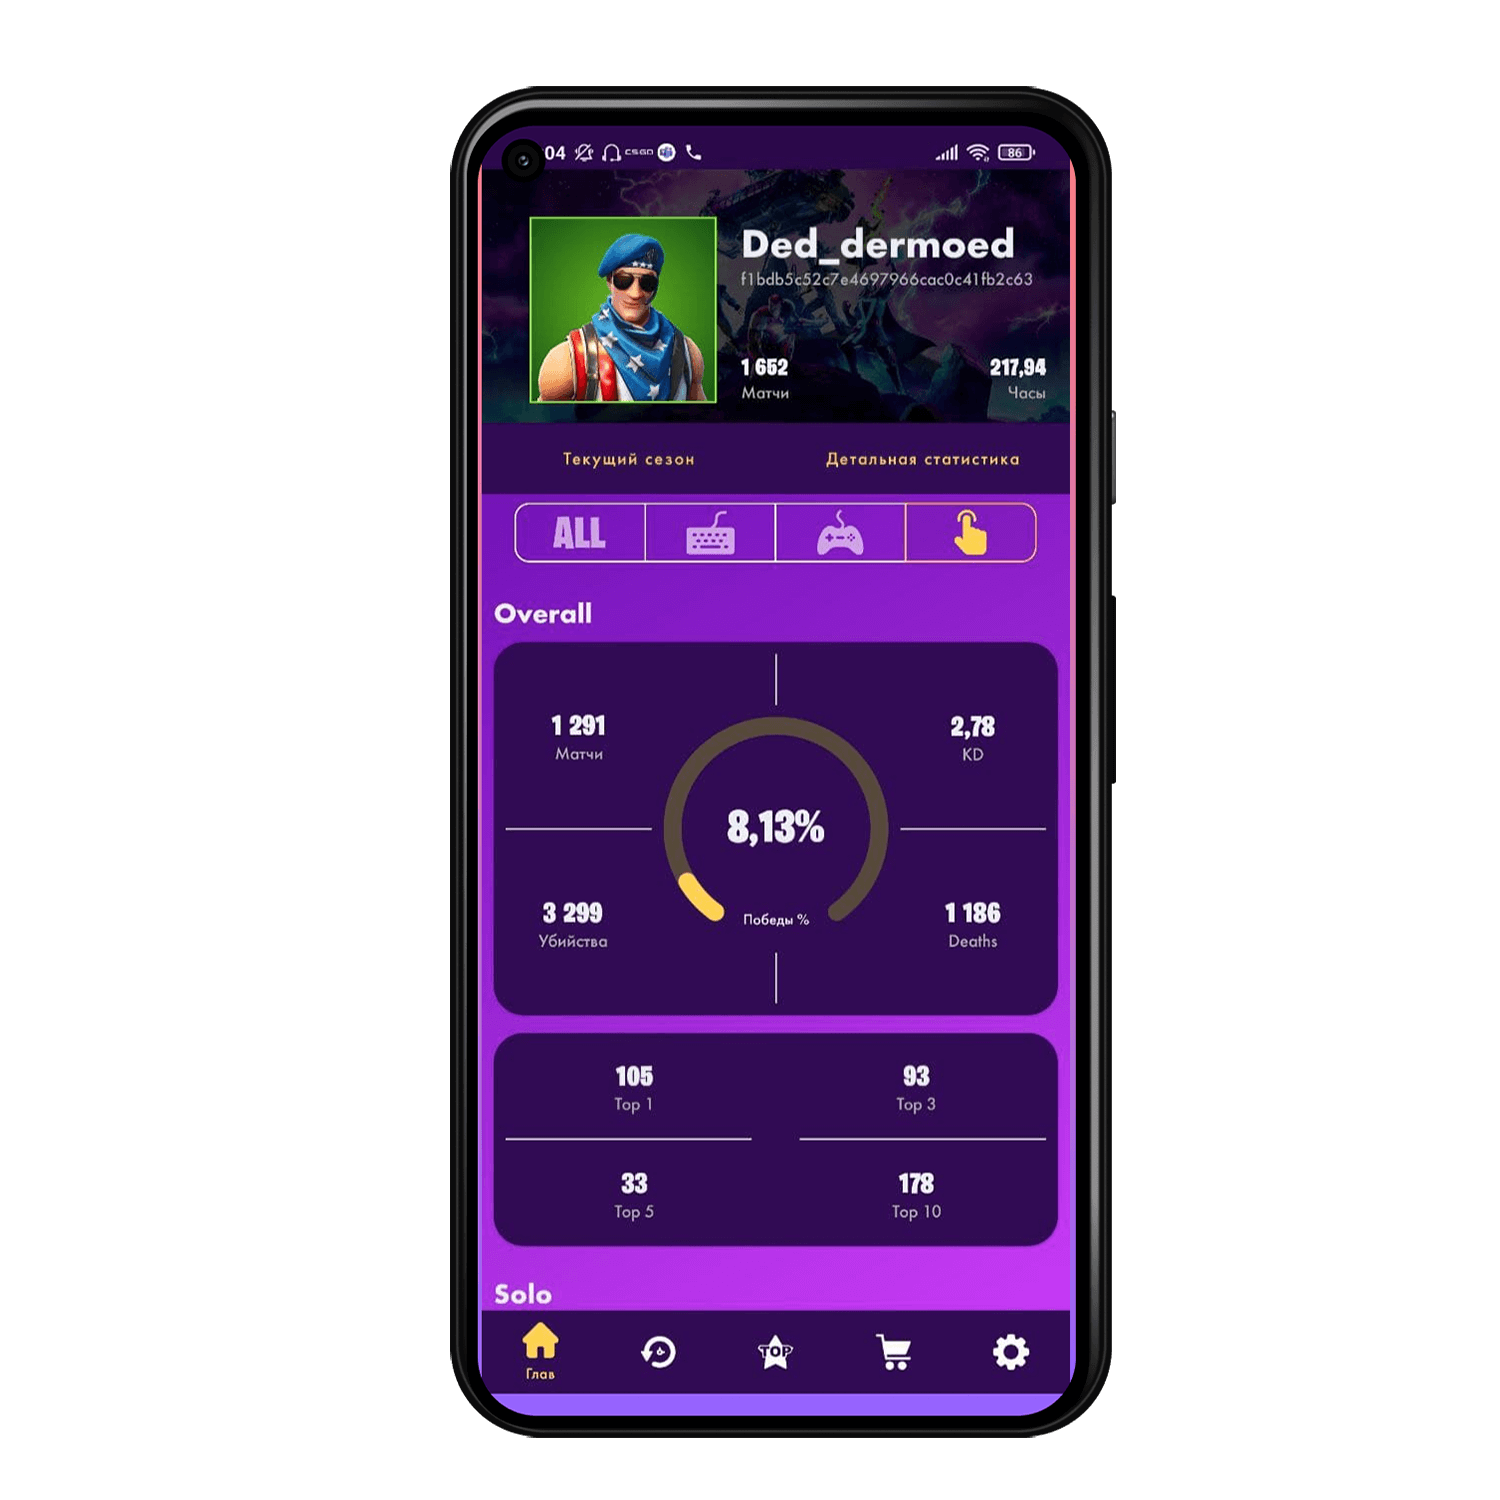 04 CSGO 86
Ded_dermoed
f1bdb5c52c7e4697966cac0c41fb2c63
1 652 217,94
Матчи Часы
Текущий сезон Детальная статистика
ALL
Overall
1 291 2,78
Матчи KD
8,13%
3 299 Победы % 1 186
Убийства Deaths
105 93
Top 1 Top 3
33 178
Top 5 Top 10
Solo
TOP
Глав